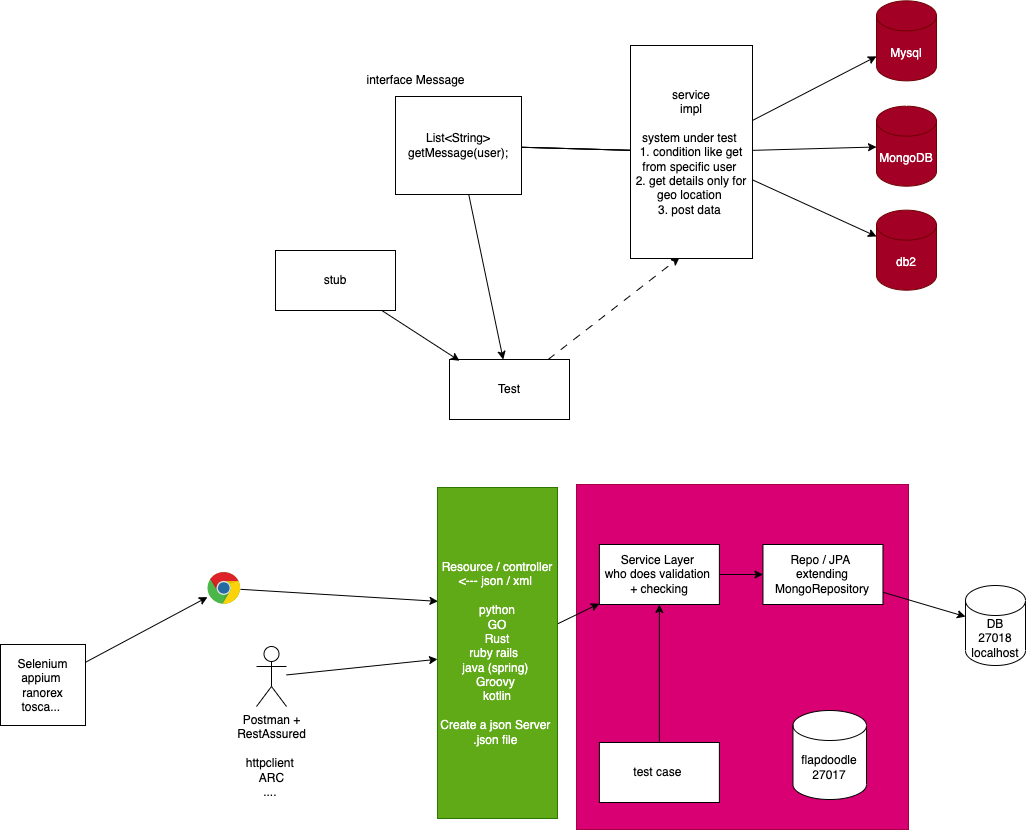 Mysql
interface Message
service
impl
system under test
1. condition like get
from specific user
2. get details only for
geo location
3. post data
List<String>
getMessage(user);
MongoDB
db2
stub
Test
Resource / controller
<--- json / xml
python
GO
Rust
ruby rails
java (spring)
Groovy
kotlin
Create a json Server
.json file
Service Layer
who does validation
+ checking
Repo / JPA
extending
MongoRepository
DB
27018
localhost
Selenium
appium
ranorex
tosca...
Postman +
RestAssured
httpclient
ARC
....
test case
flapdoodle
27017